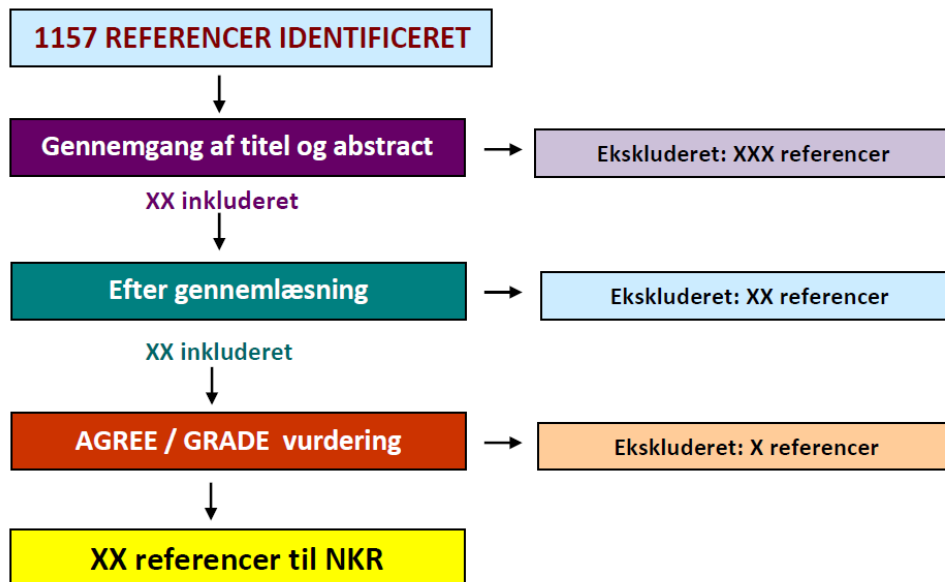 1157 REFERENCER IDENTIFICERET
Gennemgang af titel og abstract
Ekskluderet: XXX referencer
XX inkluderet
Efter gennemlæsning
Ekskluderet: XX referencer
XX inkluderet
AGREE / GRADE vurdering
Ekskluderet: X referencer
XX referencer til NKR